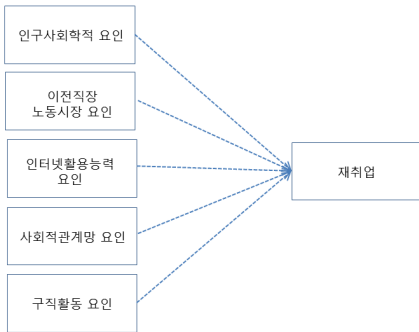 인구사회학적 요인
이전직장
노동시장 요인
인터넷활용능력
요인
재취업
사회적관계망 요인
구직활동 요인